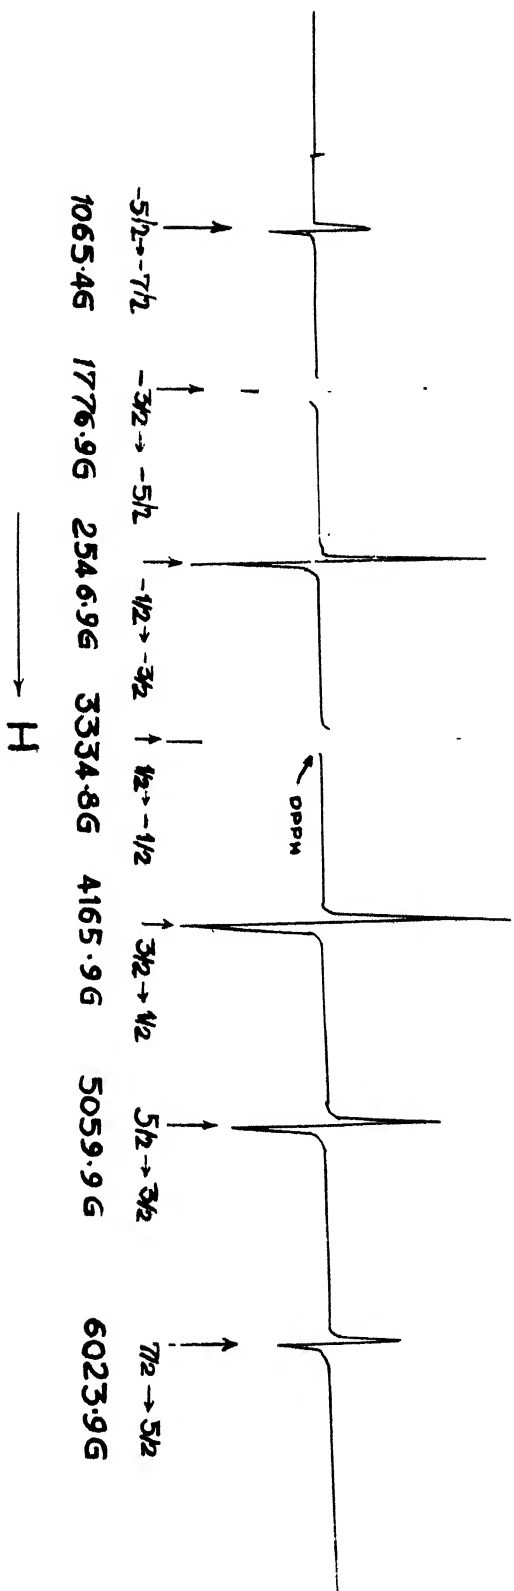 DPPH
-5/2→-7/2 -3/2 → -5/2 -1/2 → -3/2 1/2 → -1/2 3/2 → 1/2 5/2 → 3/2 7/2 → 5/2
1065.4G 1776.9G 2546.9G 3334.8G 4165.9G 5059.9G 6023.9G
H